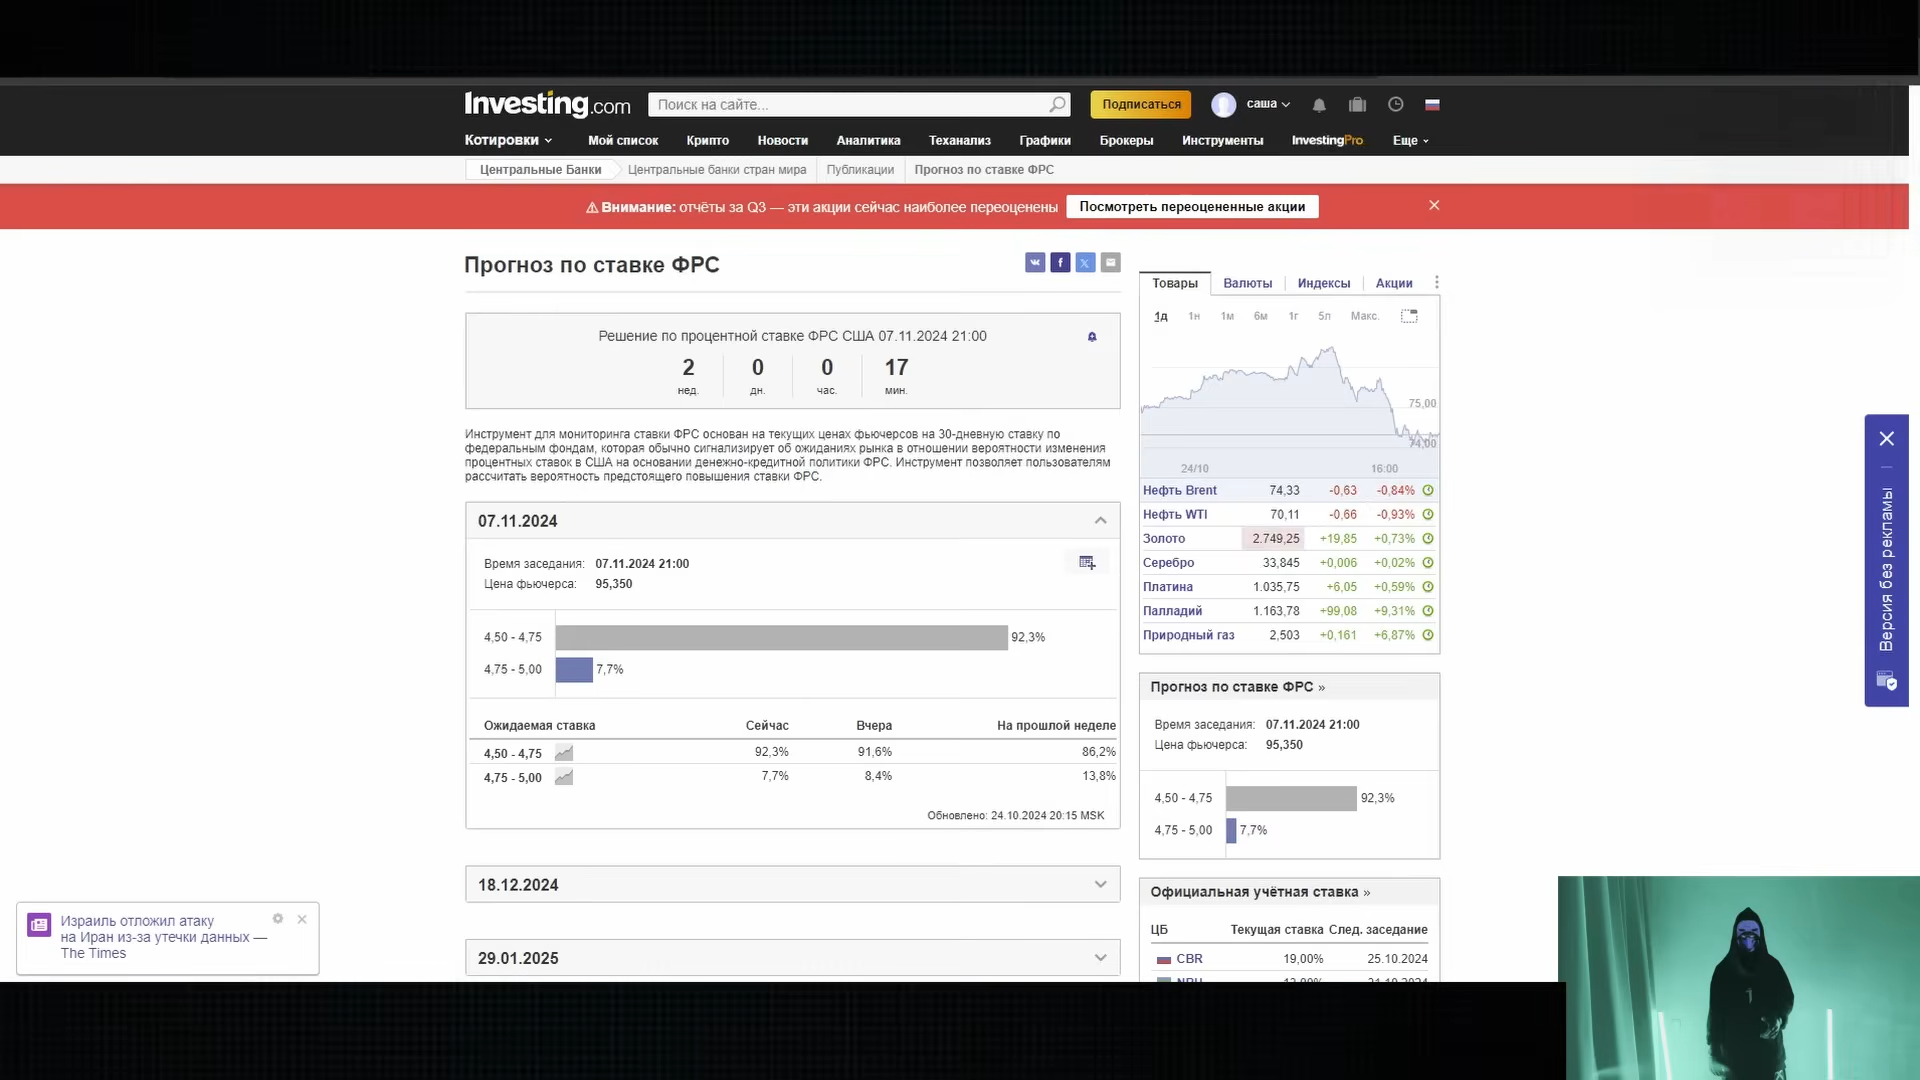 Investing.com
Поиск на сайте...
Подписаться
саша
Котировки
Мой список
Крипто
Новости
Аналитика
Теханализ
Графики
Брокеры
Инструменты
InvestingPro
Еще
Центральные Банки
Центральные банки стран мира
Публикации
Прогноз по ставке ФРС
Внимание: отчёты за Q3 — эти акции сейчас наиболее переоценены
Посмотреть переоцененные акции
Прогноз по ставке ФРС
Решение по процентной ставке ФРС США 07.11.2024 21:00
2 0 0 17
нед. дн. час. мин.
Инструмент для мониторинга ставки ФРС основан на текущих ценах фьючерсов на 30-дневную ставку по
федеральным фондам, которая обычно сигнализирует об ожиданиях рынка в отношении вероятности изменения
процентных ставок в США на основании денежно-кредитной политики ФРС. Инструмент позволяет пользователям
рассчитать вероятность предстоящего повышения ставки ФРС.
07.11.2024
Время заседания: 07.11.2024 21:00
Цена фьючерса: 95,350
4,50 - 4,75 92,3%
4,75 - 5,00 7,7%
Ожидаемая ставка Сейчас Вчера На прошлой неделе
4,50 - 4,75 92,3% 91,6% 86,2%
4,75 - 5,00 7,7% 8,4% 13,8%
Обновлено: 24.10.2024 20:15 MSK
18.12.2024
29.01.2025
Товары Валюты Индексы Акции
1д 1н 1м 6м 1г 5л Макс.
75,00
74,00
24/10 16:00
Нефть Brent 74,33 -0,63 -0,84%
Нефть WTI 70,11 -0,66 -0,93%
Золото 2.749,25 +19,85 +0,73%
Серебро 33,845 +0,006 +0,02%
Платина 1.035,75 +6,05 +0,59%
Палладий 1.163,78 +99,08 +9,31%
Природный газ 2,503 +0,161 +6,87%
Прогноз по ставке ФРС »
Время заседания: 07.11.2024 21:00
Цена фьючерса: 95,350
4,50 - 4,75 92,3%
4,75 - 5,00 7,7%
Официальная учётная ставка »
ЦБ Текущая ставка След. заседание
CBR 19,00% 25.10.2024
Версия без рекламы
Израиль отложил атаку
на Иран из-за утечки данных —
The Times